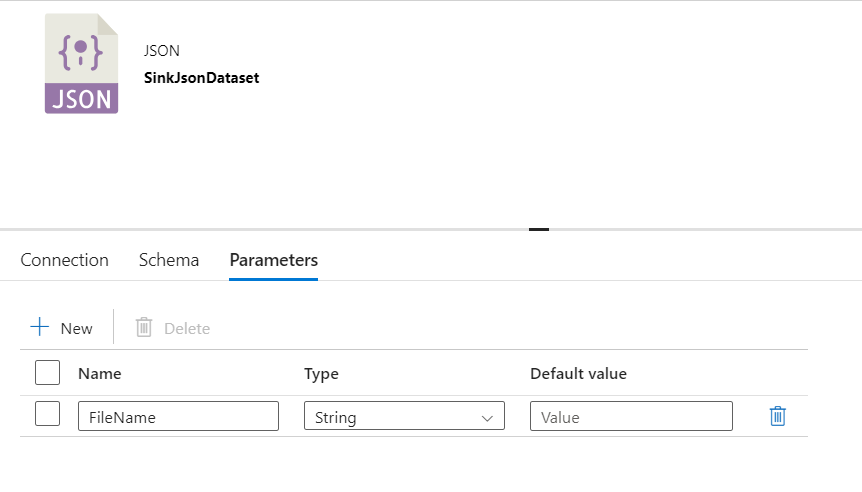 JSON
SinkJsonDataset
{ }
JSON
Connection Schema Parameters
New Delete
Name Type Default value
FileName String Value